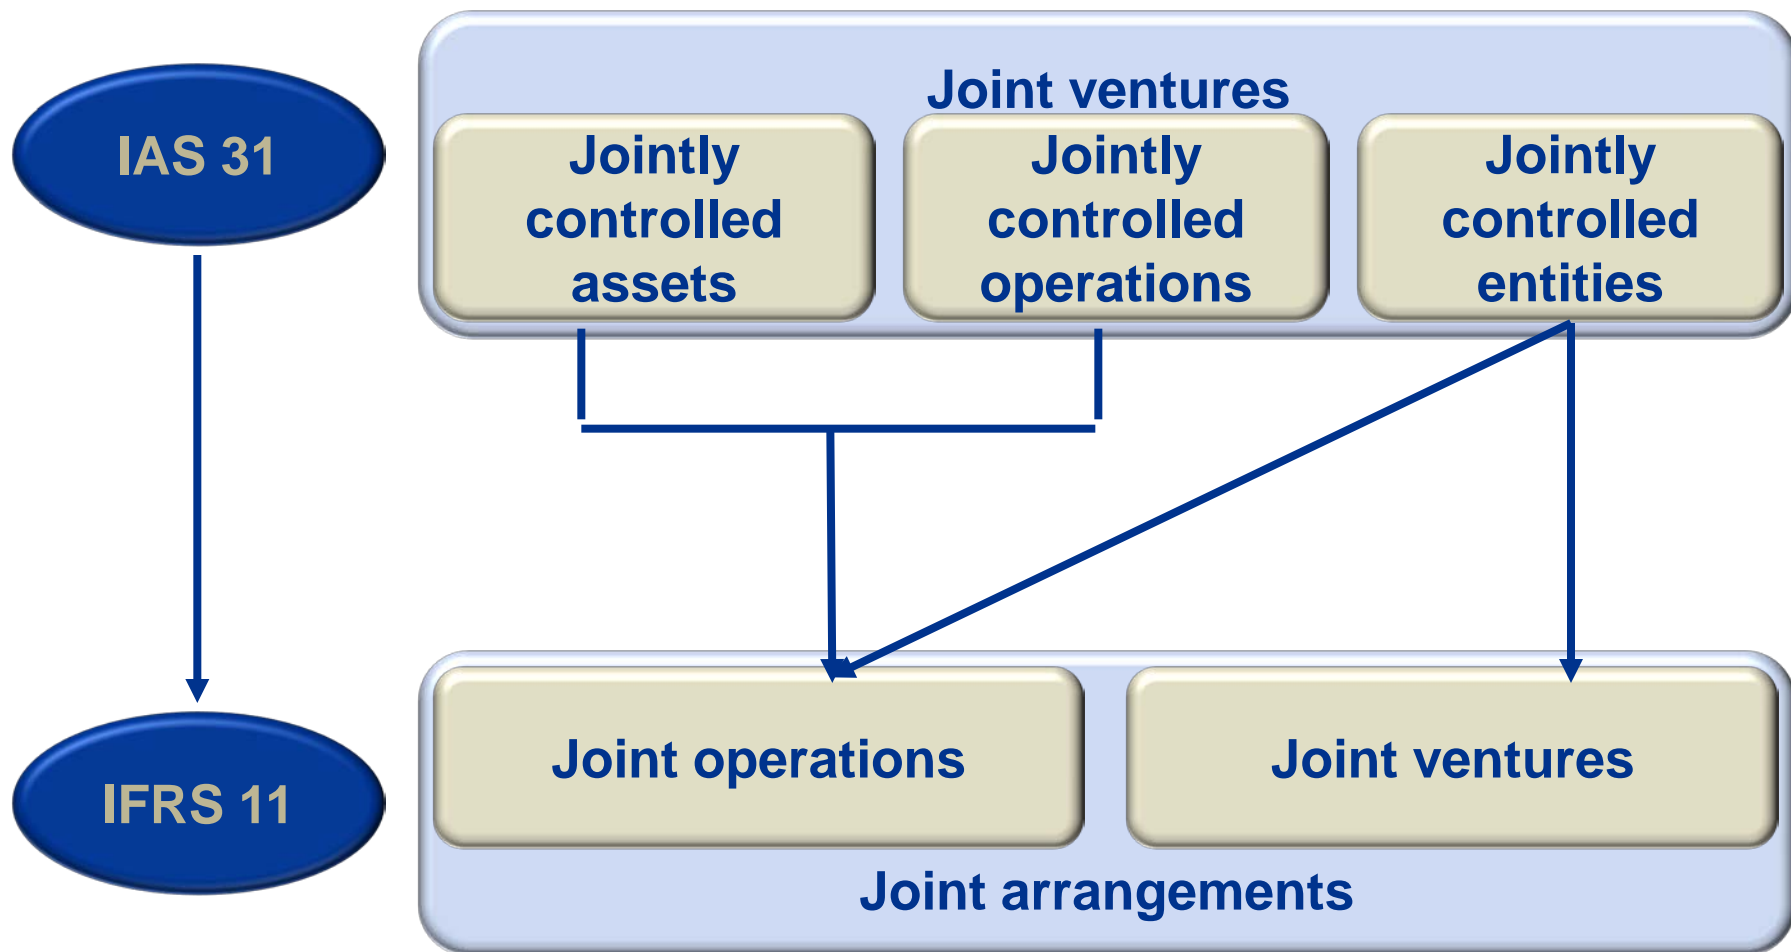 Joint ventures
IAS 31
Jointly
controlled
assets
Jointly
controlled
operations
Jointly
controlled
entities
Joint operations
Joint ventures
IFRS 11
Joint arrangements